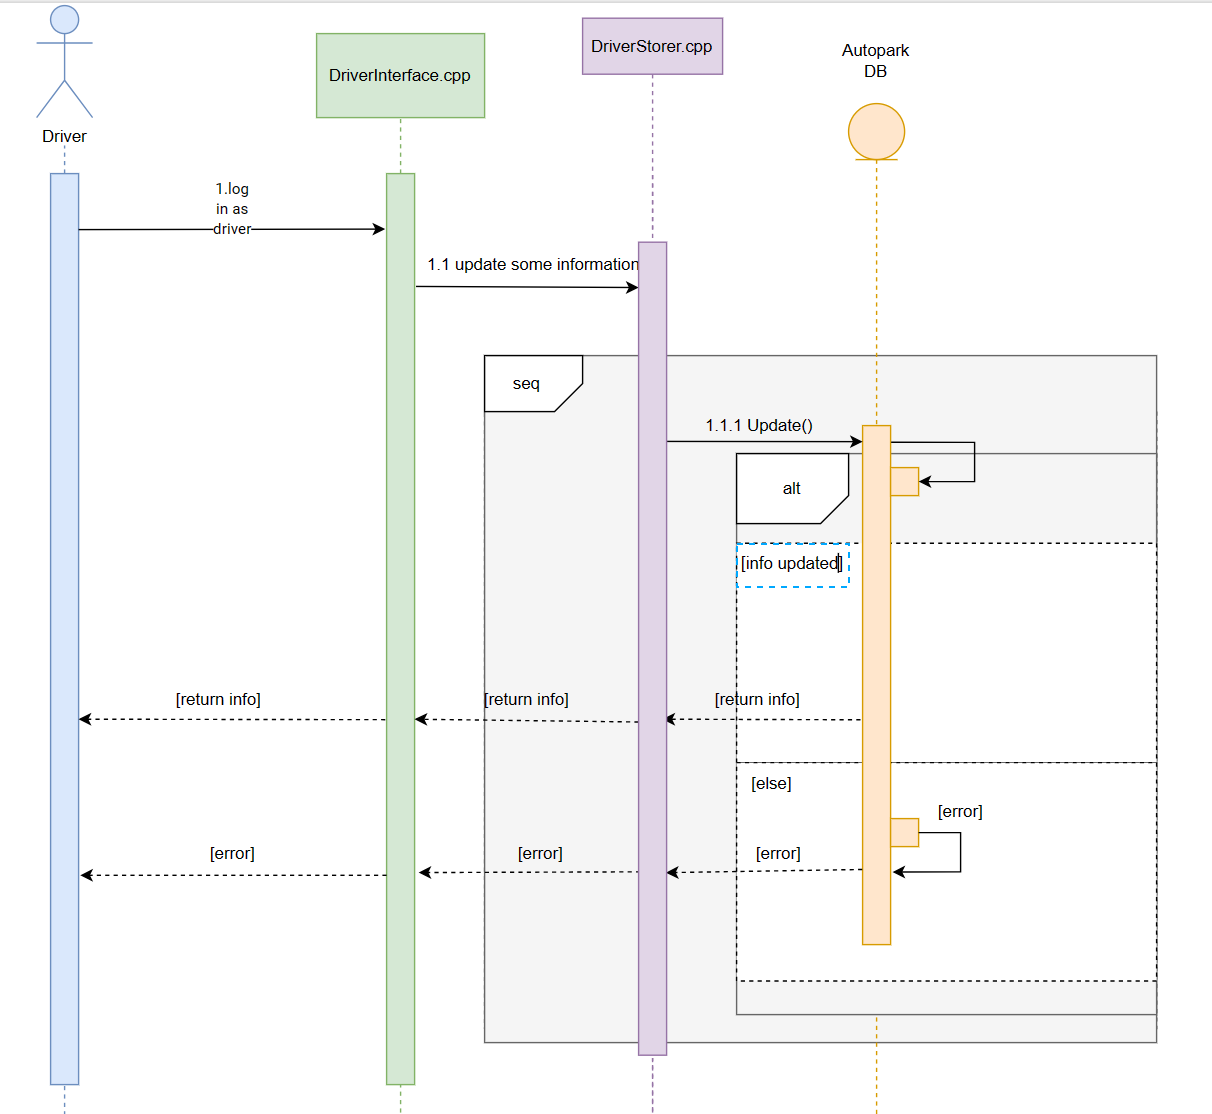 DriverStorer.cpp
Autopark
DB
DriverInterface.cpp
Driver
1.log
in as
driver
1.1 update some information
seq
1.1.1 Update()
alt
[info updated]
[return info]
[return info]
[return info]
[else]
[error]
[error]
[error]
[error]